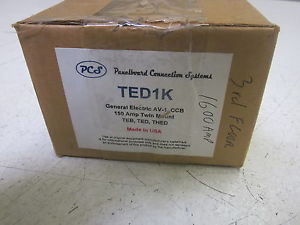 PCS
Panelboard Connection Systems
TED1K
General Electric AV-1, CCB
150 Amp Twin Mount
TEB, TED, THED
Made in USA
3rd FLOOR
1600 AMP